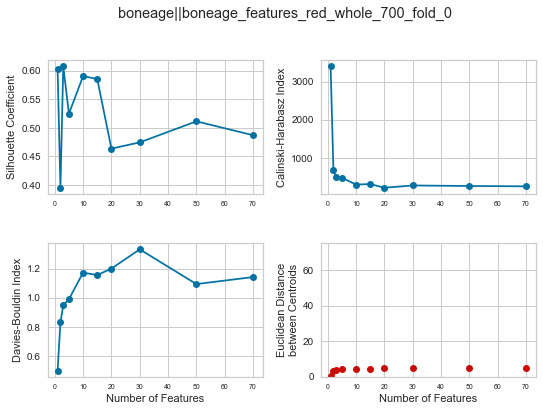 boneage||boneage_features_red_whole_700_fold_0
Silhouette Coefficient
0.60
0.55
0.50
0.45
0.40
0 10 20 30 40 50 60 70
Calinski-Harabasz Index
3000
2000
1000
0 10 20 30 40 50 60 70
Davies-Bouldin Index
1.2
1.0
0.8
0.6
0 10 20 30 40 50 60 70
Number of Features
Euclidean Distance
between Centroids
60
40
20
0
0 10 20 30 40 50 60 70
Number of Features